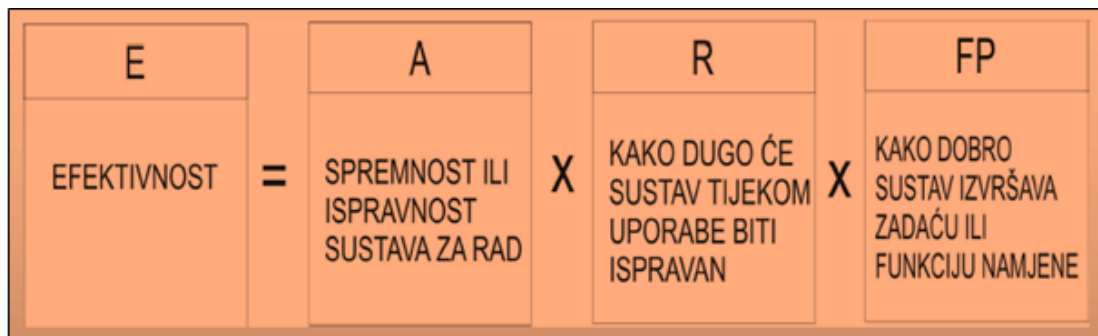 E
EFEKTIVNOST
=
A
SPREMNOST ILI
ISPRAVNOST
SUSTAVA ZA RAD
X
R
KAKO DUGO ĆE
SUSTAV TIJEKOM
UPORABE BITI
ISPRAVAN
X
FP
KAKO DOBRO
SUSTAV IZVRŠAVA
ZADAĆU ILI
FUNKCIJU NAMJENE